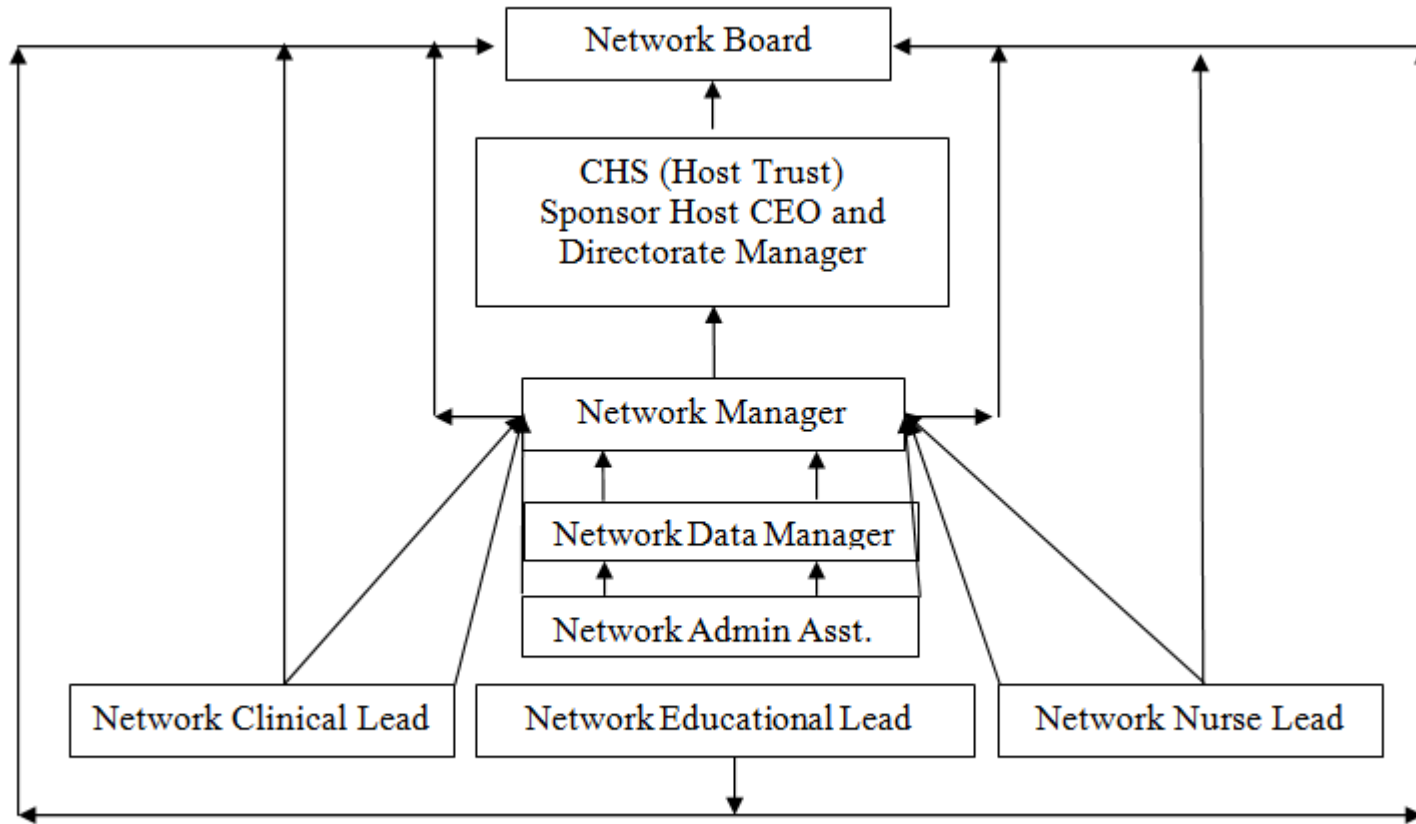 Network Board
CHS (Host Trust)
Sponsor Host CEO and
Directorate Manager
Network Manager
Network Data Manager
Network Admin Asst.
Network Clinical Lead
Network Educational Lead
Network Nurse Lead